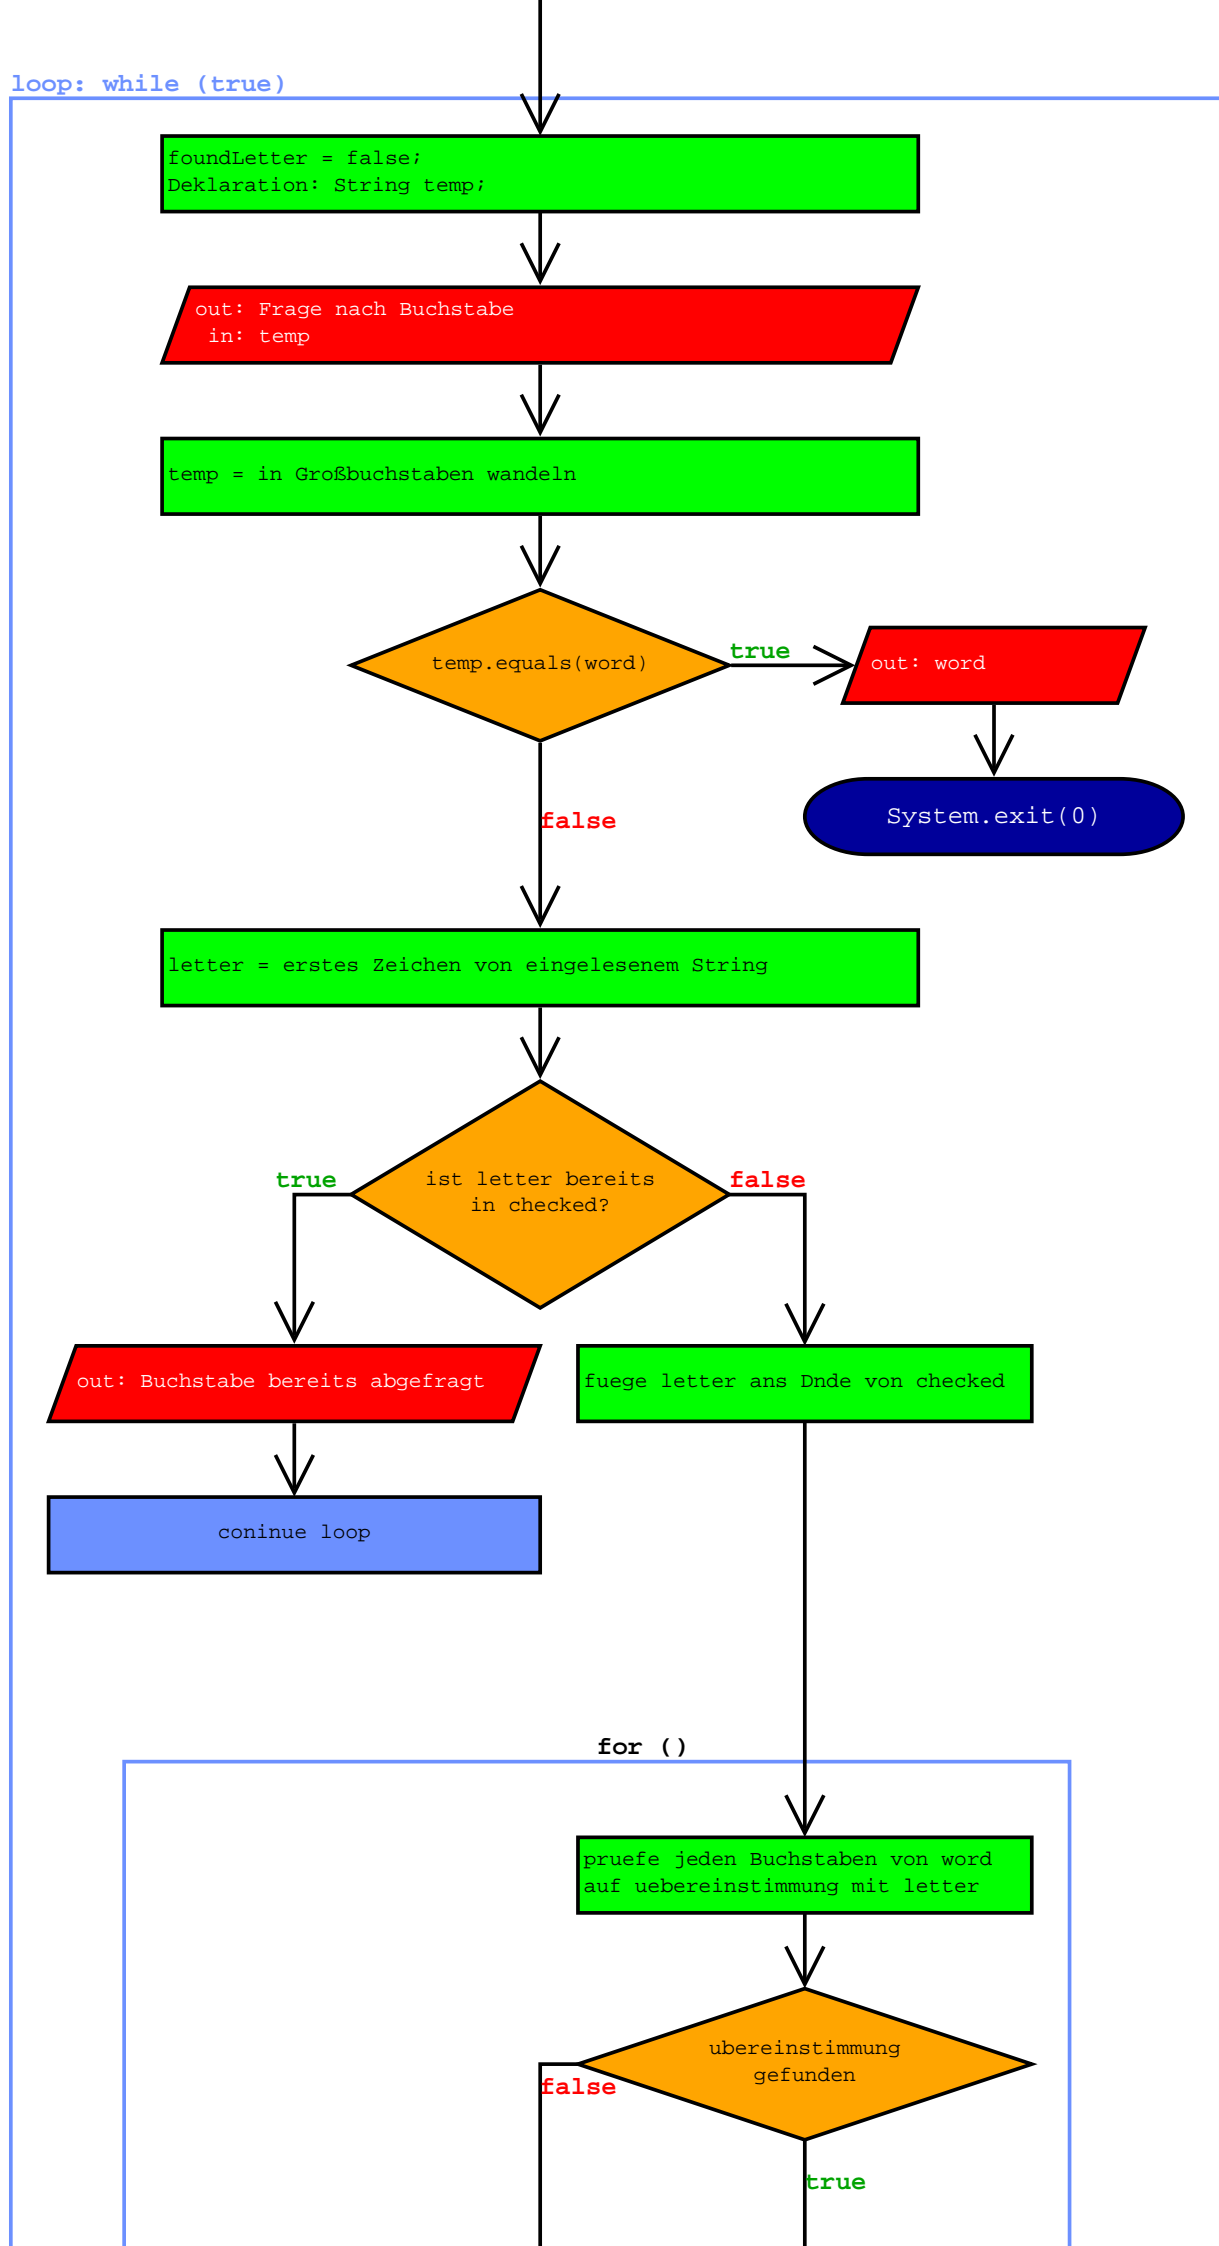 loop: while (true)
foundLetter = false;
Deklaration: String temp;
out: Frage nach Buchstabe
in: temp
temp = in Großbuchstaben wandeln
temp.equals(word)
true
out: word
System.exit(0)
false
letter = erstes Zeichen von eingelesenem String
ist letter bereits
in checked?
true
false
out: Buchstabe bereits abgefragt
fuege letter ans Dnde von checked
coninue loop
for ()
pruefe jeden Buchstaben von word
auf uebereinstimmung mit letter
ubereinstimmung
gefunden
false
true